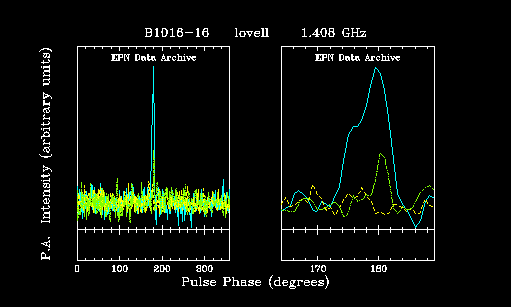 B1016-16 lovell 1.408 GHz
EPN Data Archive EPN Data Archive
P.A. Intensity (arbitrary units)
0 100 200 300 170 180
Pulse Phase (degrees)